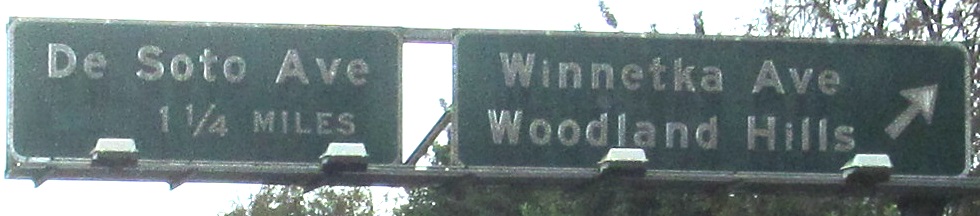 De Soto Ave
1 1/4 MILES
Winnetka Ave
Woodland Hills